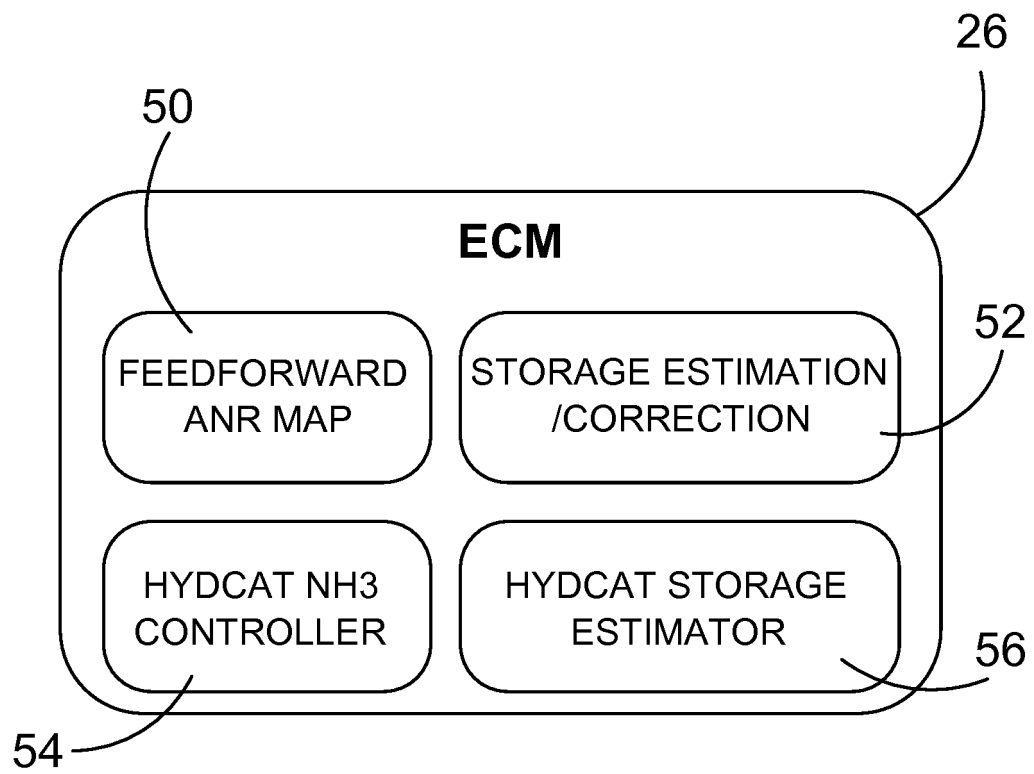 26
50
ECM
52
FEEDFORWARD
ANR MAP
STORAGE ESTIMATION
/CORRECTION
HYDCAT NH3
CONTROLLER
HYDCAT STORAGE
ESTIMATOR
56
54